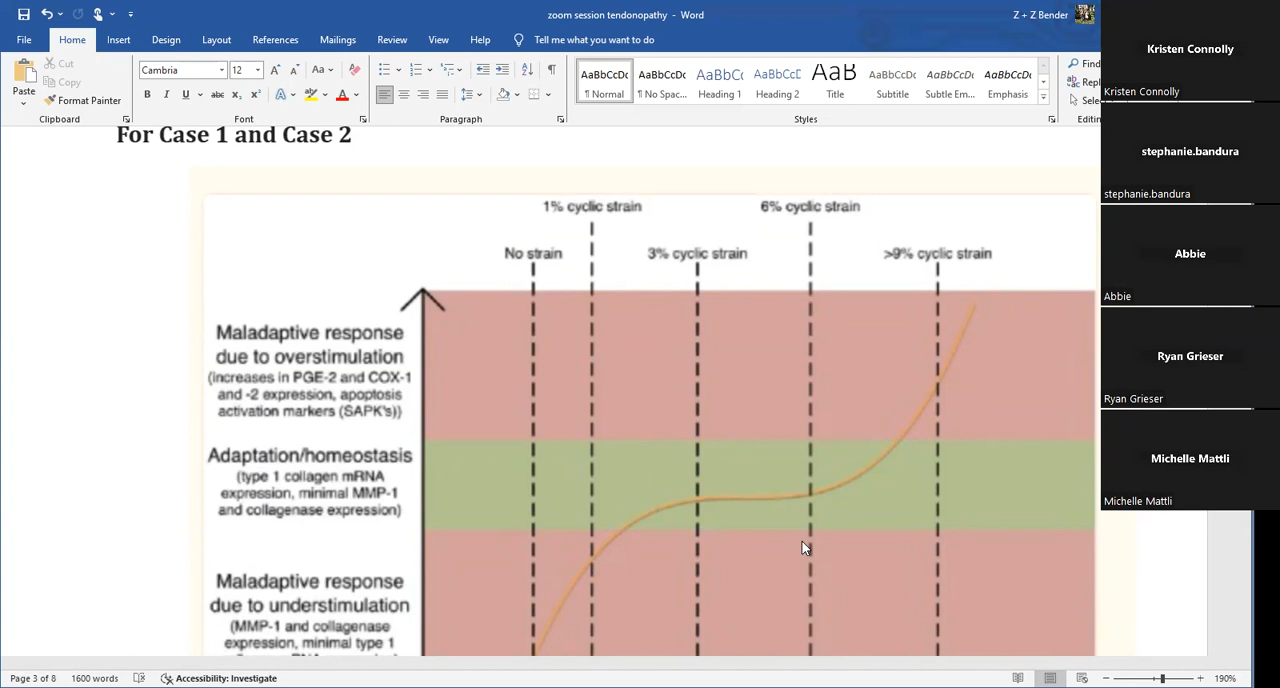 zoom session tendonopathy - Word
Z + Z Bender
File Home Insert Design Layout References Mailings Review View Help Tell me what you want to do
Paste
Cut
Copy
Format Painter
Clipboard
Cambria 12
Font
Paragraph
AaBbCcDc AaBbCcDc AaBbCc AaBbCcD AaB AaBbCcDc AaBbCcDc AaBbCcDc
¶ Normal ¶ No Spac... Heading 1 Heading 2 Title Subtitle Subtle Em... Emphasis
Styles
Find
Repl
Selec
Editin
Kristen Connolly
Kristen Connolly
stephanie.bandura
stephanie.bandura
Abbie
Abbie
Ryan Grieser
Ryan Grieser
Michelle Mattli
Michelle Mattli
For Case 1 and Case 2
1% cyclic strain 6% cyclic strain
No strain 3% cyclic strain >9% cyclic strain
Maladaptive response
due to overstimulation
(increases in PGE-2 and COX-1
and -2 expression, apoptosis
activation markers (SAPK's))
Adaptation/homeostasis
(type 1 collagen mRNA
expression, minimal MMP-1
and collagenase expression)
Maladaptive response
due to understimulation
(MMP-1 and collagenase
expression, minimal type 1
Page 3 of 8 1600 words Accessibility: Investigate 190%